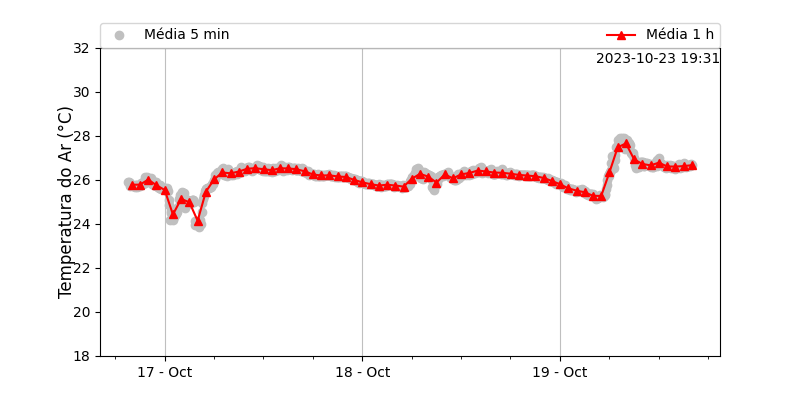 Média 5 min
Média 1 h
2023-10-23 19:31
Temperatura do Ar (°C)
32
30
28
26
24
22
20
18
17 - Oct
18 - Oct
19 - Oct